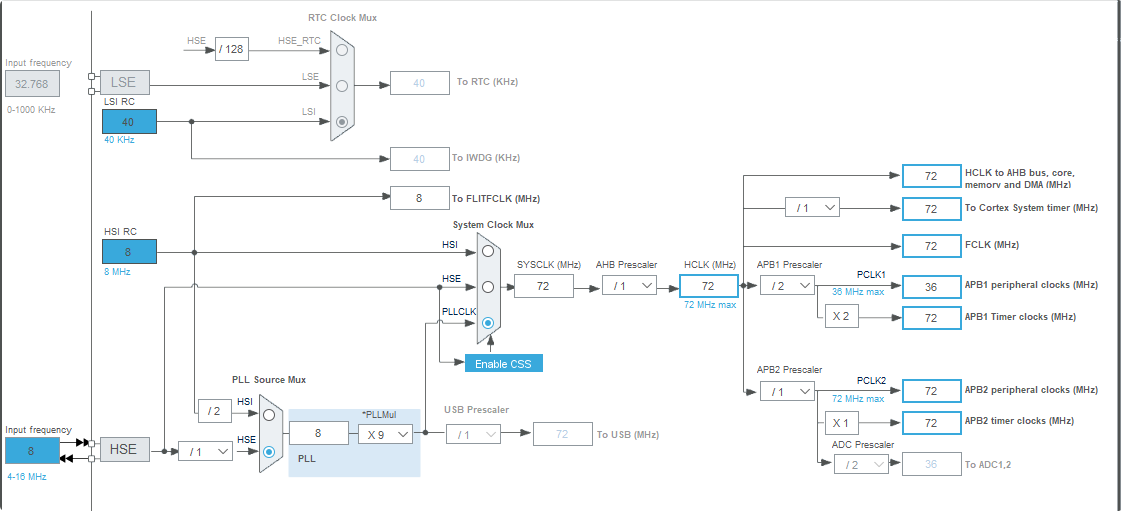 RTC Clock Mux
HSE
/ 128
HSE_RTC
Input frequency
32.768
0-1000 KHz
LSE
LSE
40
To RTC (KHz)
LSI RC
40
40 KHz
LSI
40
To IWDG (KHz)
8
To FLITFCLK (MHz)
HSI RC
8
8 MHz
System Clock Mux
HSI
HSE
PLLCLK
Enable CSS
SYSCLK (MHz)
72
AHB Prescaler
/ 1
HCLK (MHz)
72
72 MHz max
72
HCLK to AHB bus, core,
memory and DMA (MHz)
/ 1
72
To Cortex System timer (MHz)
72
FCLK (MHz)
APB1 Prescaler
/ 2
PCLK1
36 MHz max
36
APB1 peripheral clocks (MHz)
X 2
72
APB1 Timer clocks (MHz)
APB2 Prescaler
/ 1
PCLK2
72 MHz max
72
APB2 peripheral clocks (MHz)
X 1
72
APB2 timer clocks (MHz)
ADC Prescaler
/ 2
36
To ADC1,2
PLL Source Mux
/ 2
HSI
HSE
Input frequency
8
4-16 MHz
HSE
/ 1
8
*PLLMul
X 9
PLL
USB Prescaler
/ 1
72
To USB (MHz)